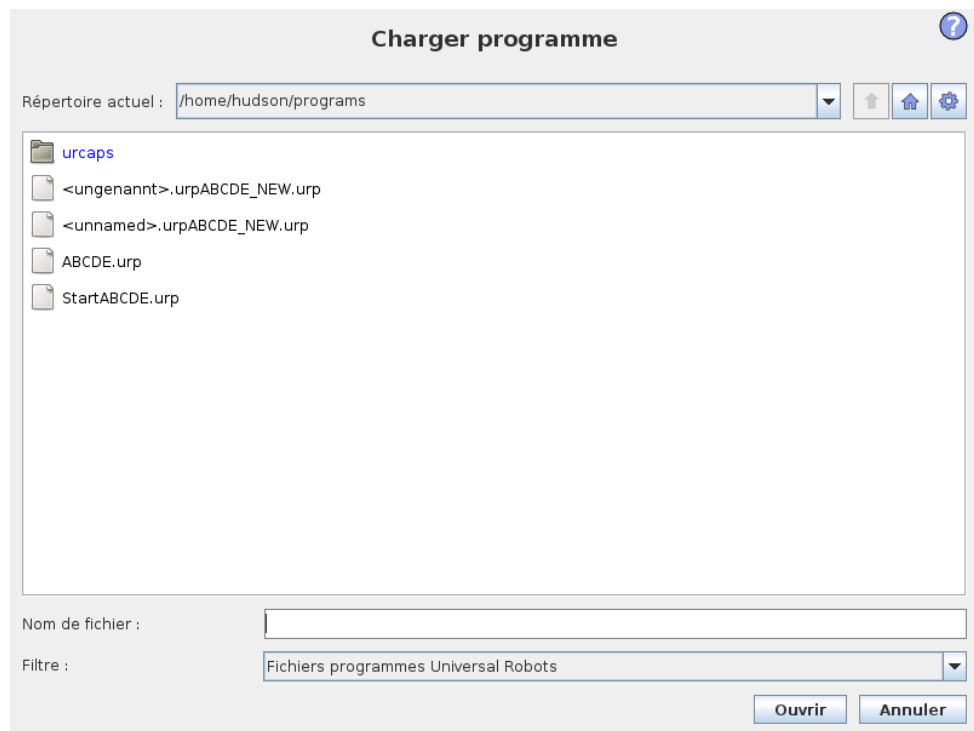 Charger programme
?
Répertoire actuel : /home/hudson/programs
urcaps
<ungenannt>.urpABCDE_NEW.urp
<unnamed>.urpABCDE_NEW.urp
ABCDE.urp
StartABCDE.urp
Nom de fichier :
Filtre : Fichiers programmes Universal Robots
Ouvrir Annuler